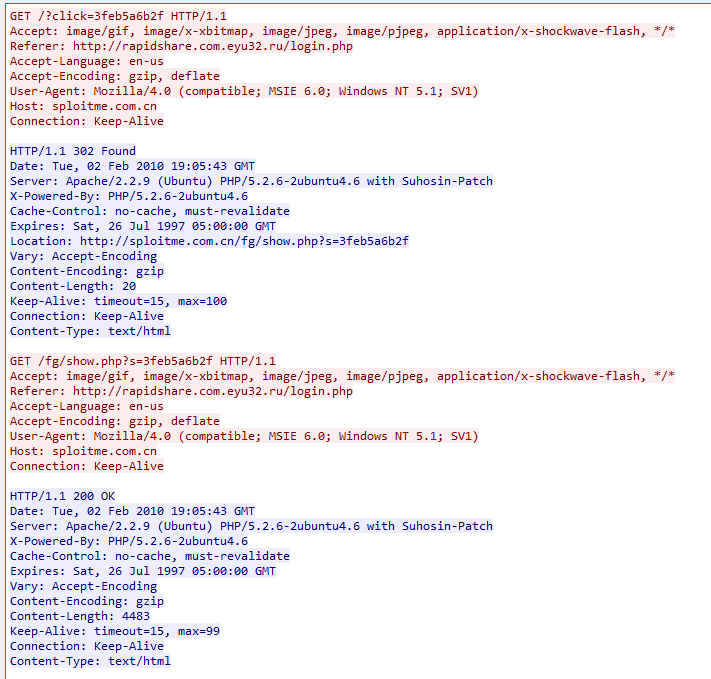 GET /?click=3feb5a6b2f HTTP/1.1
Accept: image/gif, image/x-xbitmap, image/jpeg, image/pjpeg, application/x-shockwave-flash, */*
Referer: http://rapidshare.com.eyu32.ru/login.php
Accept-Language: en-us
Accept-Encoding: gzip, deflate
User-Agent: Mozilla/4.0 (compatible; MSIE 6.0; Windows NT 5.1; SV1)
Host: sploitme.com.cn
Connection: Keep-Alive

HTTP/1.1 302 Found
Date: Tue, 02 Feb 2010 19:05:43 GMT
Server: Apache/2.2.9 (Ubuntu) PHP/5.2.6-2ubuntu4.6 with Suhosin-Patch
X-Powered-By: PHP/5.2.6-2ubuntu4.6
Cache-Control: no-cache, must-revalidate
Expires: Sat, 26 Jul 1997 05:00:00 GMT
Location: http://sploitme.com.cn/fg/show.php?s=3feb5a6b2f
Vary: Accept-Encoding
Content-Encoding: gzip
Content-Length: 20
Keep-Alive: timeout=15, max=100
Connection: Keep-Alive
Content-Type: text/html

GET /fg/show.php?s=3feb5a6b2f HTTP/1.1
Accept: image/gif, image/x-xbitmap, image/jpeg, image/pjpeg, application/x-shockwave-flash, */*
Referer: http://rapidshare.com.eyu32.ru/login.php
Accept-Language: en-us
Accept-Encoding: gzip, deflate
User-Agent: Mozilla/4.0 (compatible; MSIE 6.0; Windows NT 5.1; SV1)
Host: sploitme.com.cn
Connection: Keep-Alive

HTTP/1.1 200 OK
Date: Tue, 02 Feb 2010 19:05:43 GMT
Server: Apache/2.2.9 (Ubuntu) PHP/5.2.6-2ubuntu4.6 with Suhosin-Patch
X-Powered-By: PHP/5.2.6-2ubuntu4.6
Cache-Control: no-cache, must-revalidate
Expires: Sat, 26 Jul 1997 05:00:00 GMT
Vary: Accept-Encoding
Content-Encoding: gzip
Content-Length: 4483
Keep-Alive: timeout=15, max=99
Connection: Keep-Alive
Content-Type: text/html